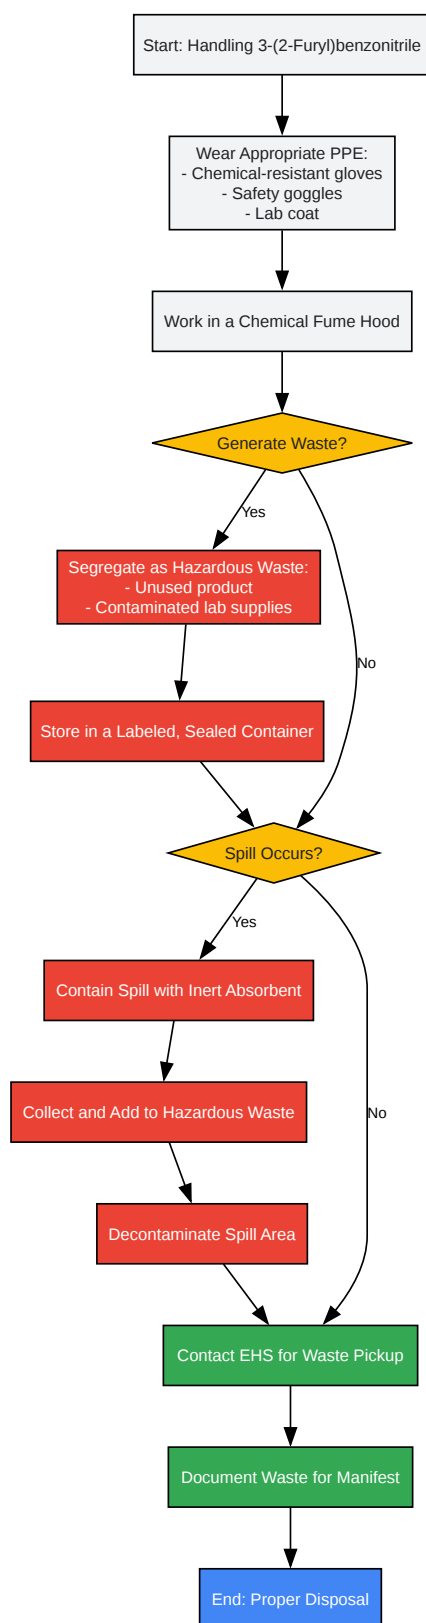 Start: Handling 3-(2-Furyl)benzonitrile
Wear Appropriate PPE:
- Chemical-resistant gloves
- Safety goggles
- Lab coat
Work in a Chemical Fume Hood
Generate Waste?
Yes
Segregate as Hazardous Waste:
- Unused product
- Contaminated lab supplies
No
Store in a Labeled, Sealed Container
Spill Occurs?
Yes
Contain Spill with Inert Absorbent
Collect and Add to Hazardous Waste
No
Decontaminate Spill Area
Contact EHS for Waste Pickup
Document Waste for Manifest
End: Proper Disposal